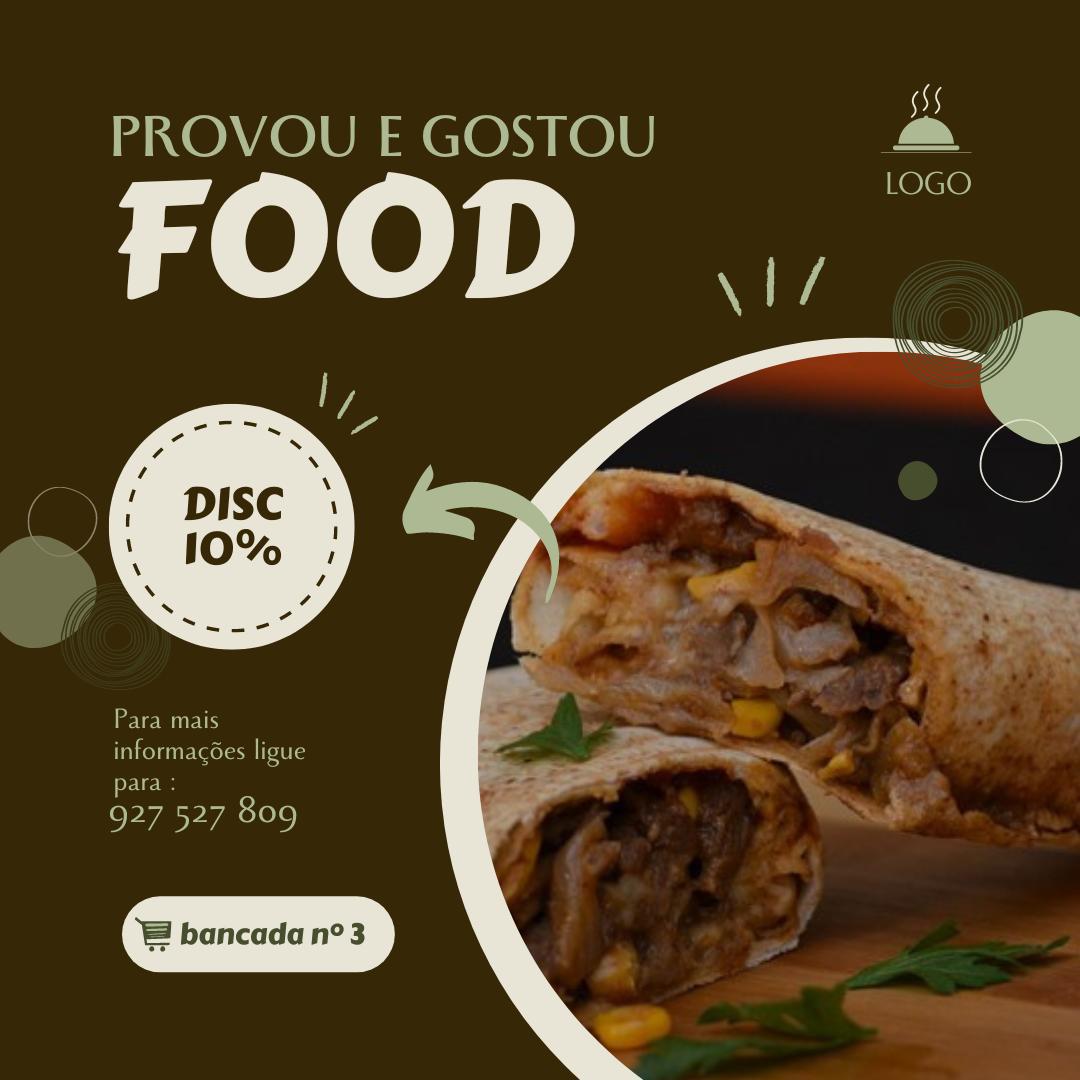 PROVOU E GOSTOU
FOOD
LOGO
DISC
10%
Para mais
informações ligue
para :
927 527 809
bancada nº 3